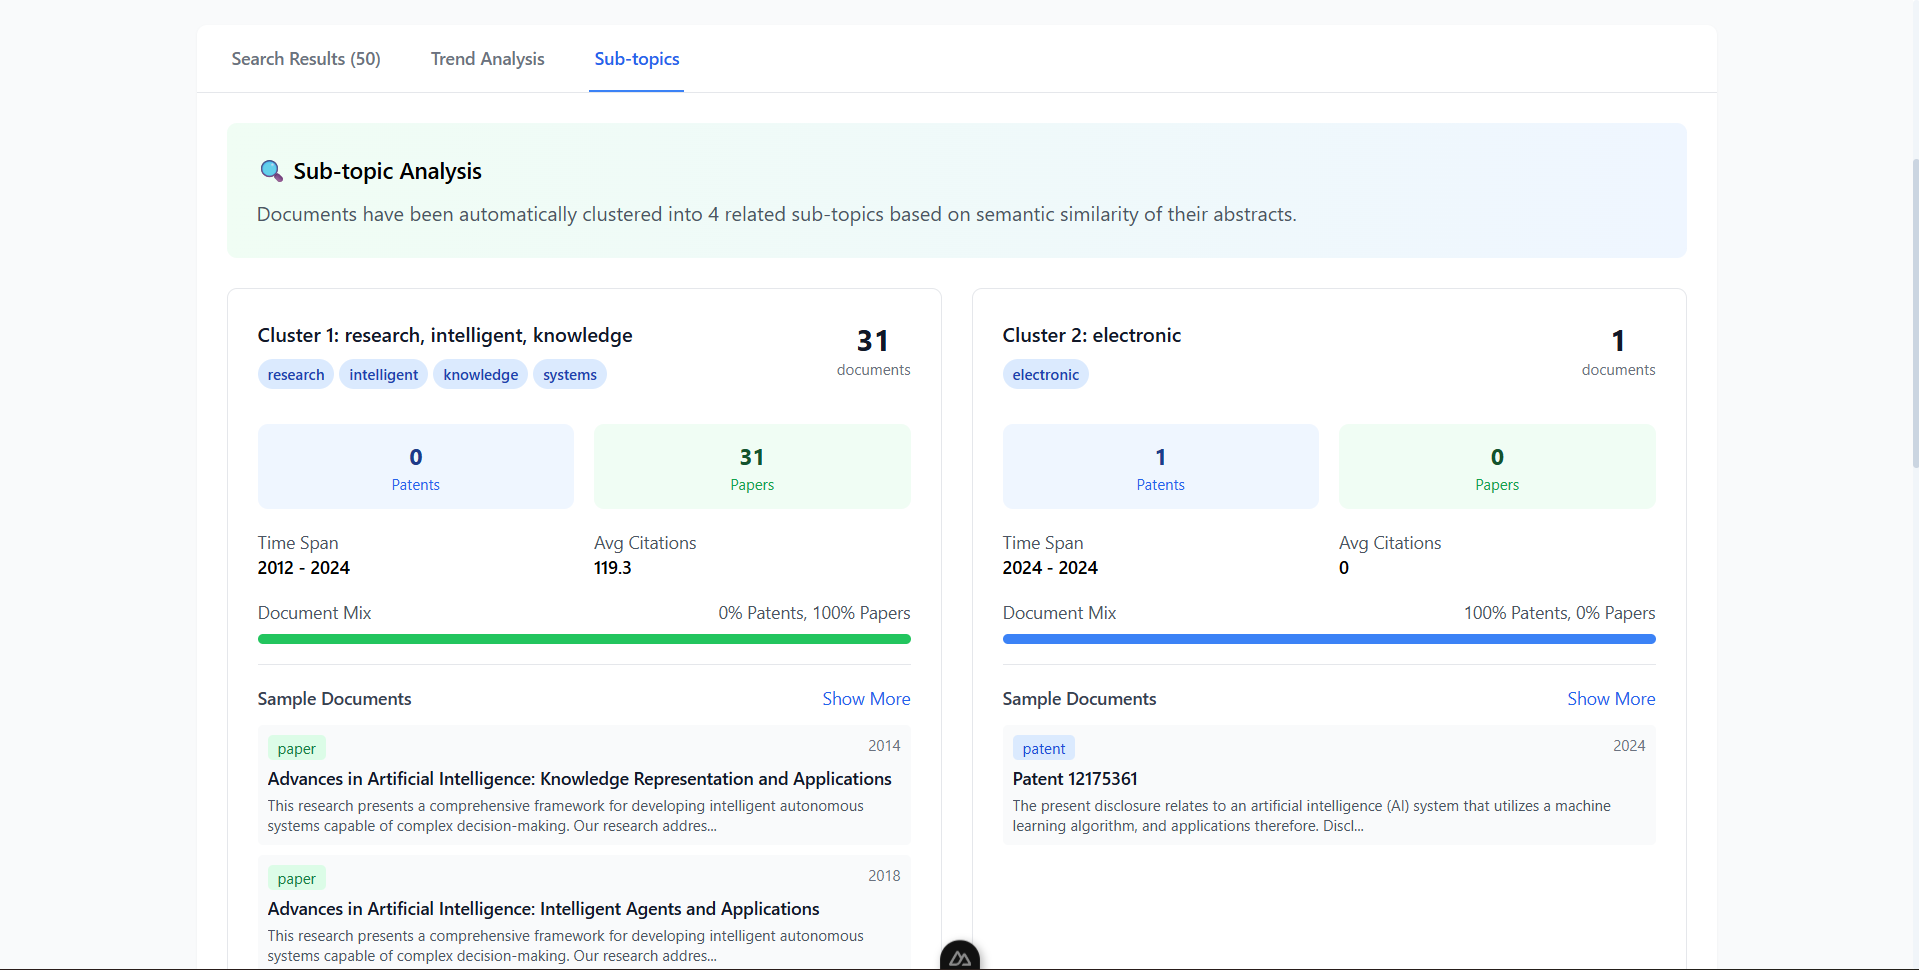 Search Results (50)
Trend Analysis
Sub-topics
Sub-topic Analysis
Documents have been automatically clustered into 4 related sub-topics based on semantic similarity of their abstracts.
Cluster 1: research, intelligent, knowledge
31
documents
research
intelligent
knowledge
systems
0
Patents
31
Papers
Time Span
2012 - 2024
Avg Citations
119.3
Document Mix
0% Patents, 100% Papers
Sample Documents
Show More
paper
2014
Advances in Artificial Intelligence: Knowledge Representation and Applications
This research presents a comprehensive framework for developing intelligent autonomous
systems capable of complex decision-making. Our research addres...
paper
2018
Advances in Artificial Intelligence: Intelligent Agents and Applications
This research presents a comprehensive framework for developing intelligent autonomous
systems capable of complex decision-making. Our research addres...
Cluster 2: electronic
1
documents
electronic
1
Patents
0
Papers
Time Span
2024 - 2024
Avg Citations
0
Document Mix
100% Patents, 0% Papers
Sample Documents
Show More
patent
2024
Patent 12175361
The present disclosure relates to an artificial intelligence (AI) system that utilizes a machine
learning algorithm, and applications therefore. Discl...